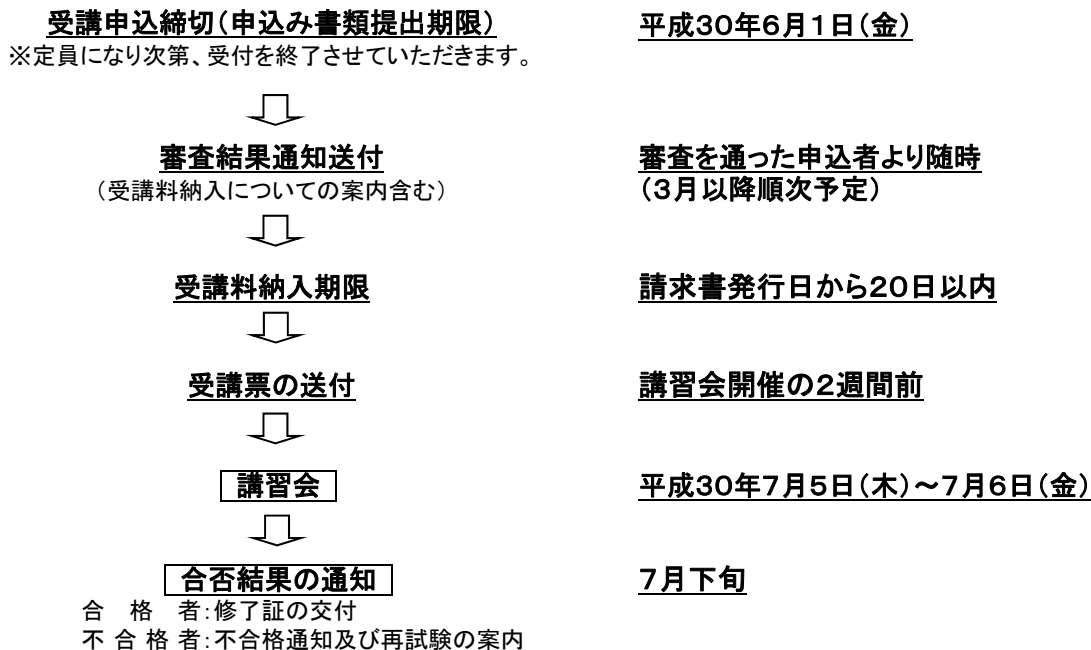 受講申込締切(申込み書類提出期限) 平成30年6月1日(金)
※定員になり次第、受付を終了させていただきます。
審査結果通知送付 審査を通った申込者より随時
(受講料納入についての案内含む) (3月以降順次予定)
受講料納入期限 請求書発行日から20日以内
受講票の送付 講習会開催の2週間前
講習会 平成30年7月5日(木)~7月6日(金)
合否結果の通知 7月下旬
合 格 者:修了証の交付
不 合 格 者:不合格通知及び再試験の案内